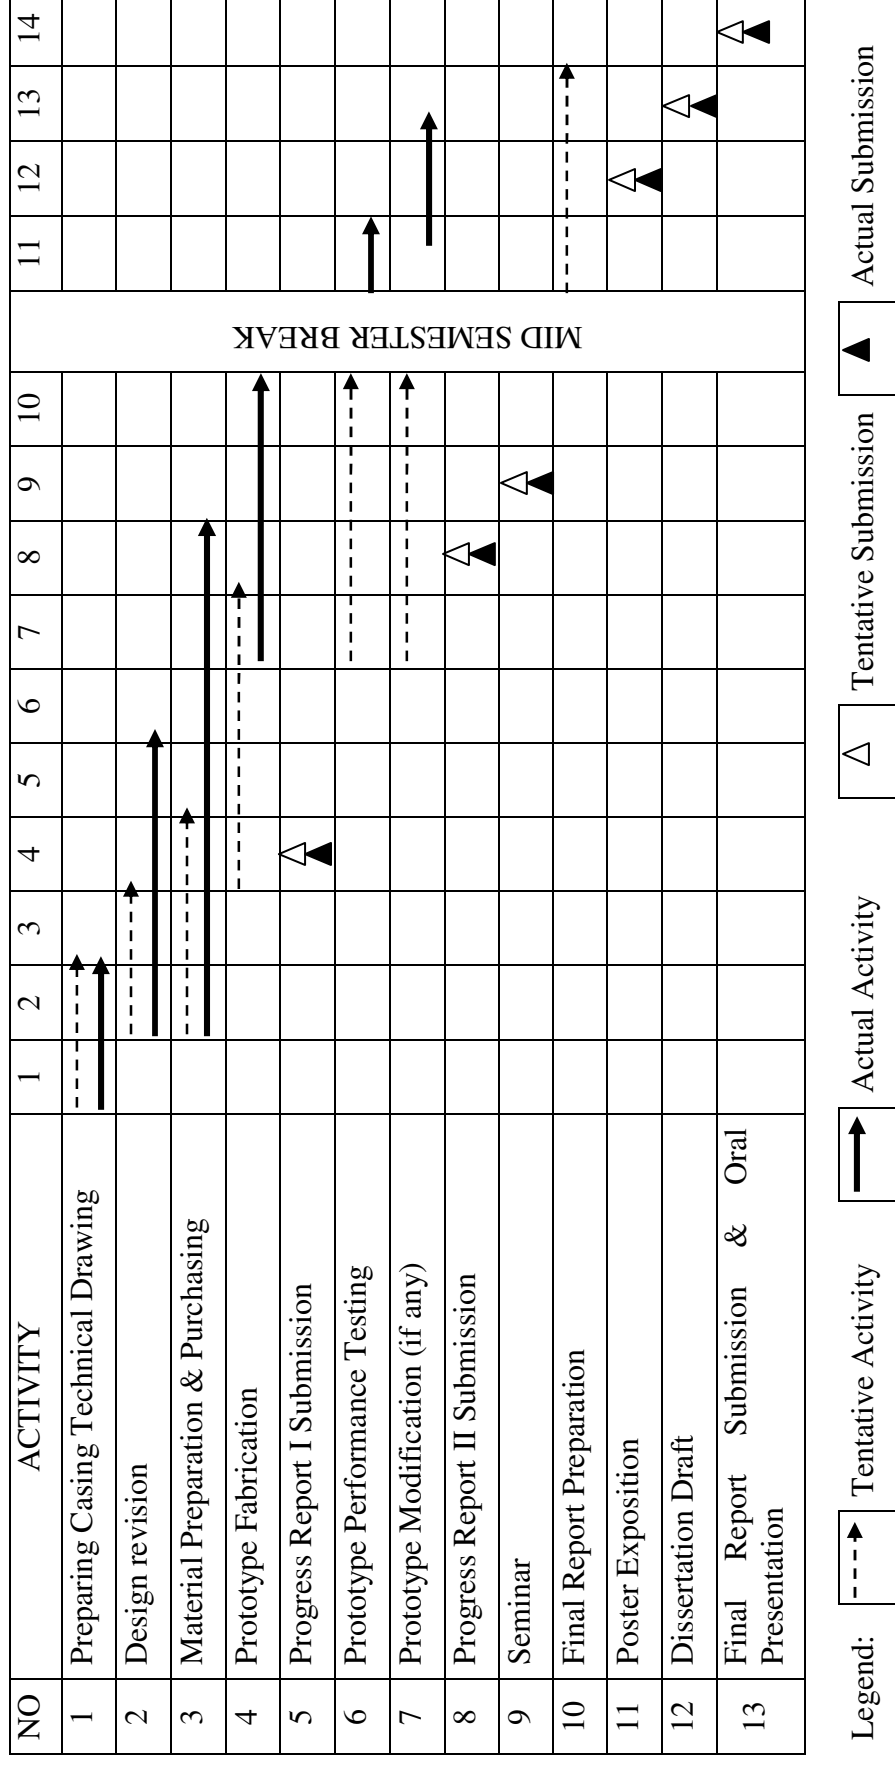 NO ACTIVITY 1 2 3 4 5 6 7 8 9 10 11 12 13 14
1 Preparing Casing Technical Drawing
2 Design revision
3 Material Preparation & Purchasing
4 Prototype Fabrication
5 Progress Report I Submission
6 Prototype Performance Testing
7 Prototype Modification (if any)
8 Progress Report II Submission
9 Seminar
10 Final Report Preparation
11 Poster Exposition
12 Dissertation Draft
13 Final Report Submission & Oral
Presentation
MID SEMESTER BREAK
Legend: Tentative Activity Actual Activity Tentative Submission Actual Submission